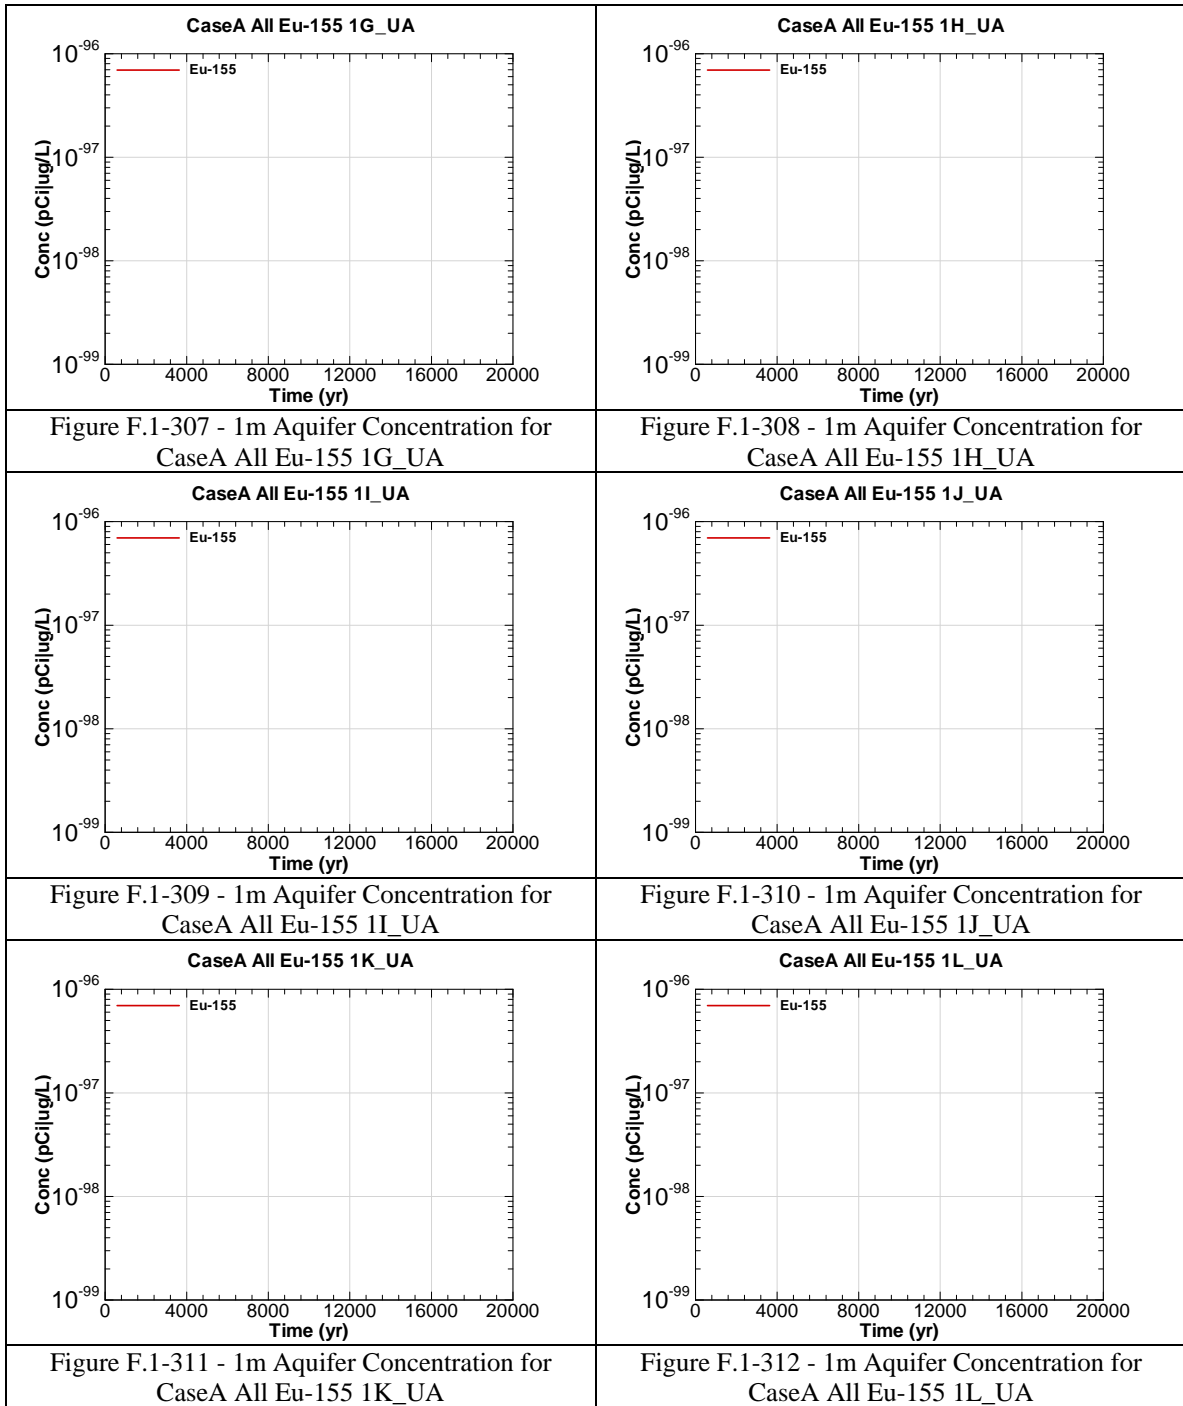 CaseA All Eu-155 1G_UA
10-96
Eu-155
10-97
Conc (pCi|ug/L)
10-98
10-99
0 4000 8000 12000 16000 20000
Time (yr)
Figure F.1-307 - 1m Aquifer Concentration for
CaseA All Eu-155 1G_UA
CaseA All Eu-155 1H_UA
10-96
Eu-155
10-97
Conc (pCi|ug/L)
10-98
10-99
0 4000 8000 12000 16000 20000
Time (yr)
Figure F.1-308 - 1m Aquifer Concentration for
CaseA All Eu-155 1H_UA
CaseA All Eu-155 1I_UA
10-96
Eu-155
10-97
Conc (pCi|ug/L)
10-98
10-99
0 4000 8000 12000 16000 20000
Time (yr)
Figure F.1-309 - 1m Aquifer Concentration for
CaseA All Eu-155 1I_UA
CaseA All Eu-155 1J_UA
10-96
Eu-155
10-97
Conc (pCi|ug/L)
10-98
10-99
0 4000 8000 12000 16000 20000
Time (yr)
Figure F.1-310 - 1m Aquifer Concentration for
CaseA All Eu-155 1J_UA
CaseA All Eu-155 1K_UA
10-96
Eu-155
10-97
Conc (pCi|ug/L)
10-98
10-99
0 4000 8000 12000 16000 20000
Time (yr)
Figure F.1-311 - 1m Aquifer Concentration for
CaseA All Eu-155 1K_UA
CaseA All Eu-155 1L_UA
10-96
Eu-155
10-97
Conc (pCi|ug/L)
10-98
10-99
0 4000 8000 12000 16000 20000
Time (yr)
Figure F.1-312 - 1m Aquifer Concentration for
CaseA All Eu-155 1L_UA